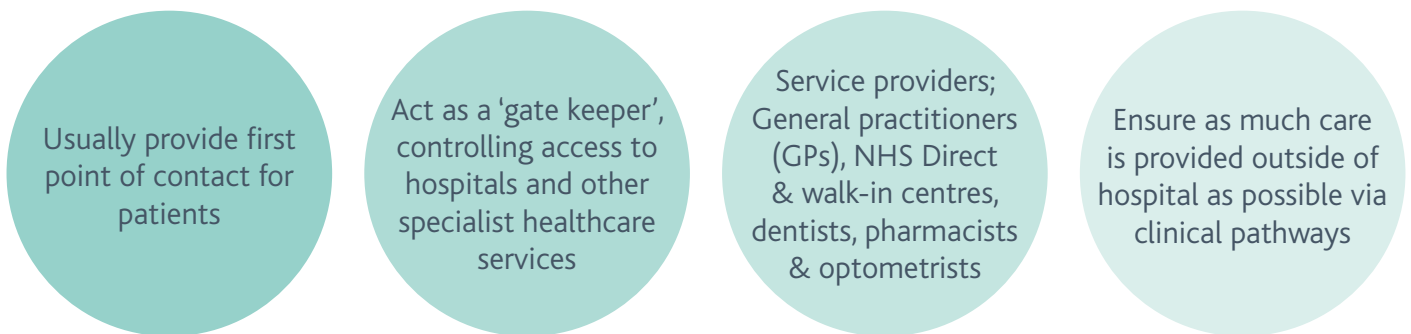 Usually provide first
point of contact for
patients
Act as a ‘gate keeper’,
controlling access to
hospitals and other
specialist healthcare
services
Service providers;
General practitioners
(GPs), NHS Direct
& walk-in centres,
dentists, pharmacists
& optometrists
Ensure as much care
is provided outside of
hospital as possible via
clinical pathways